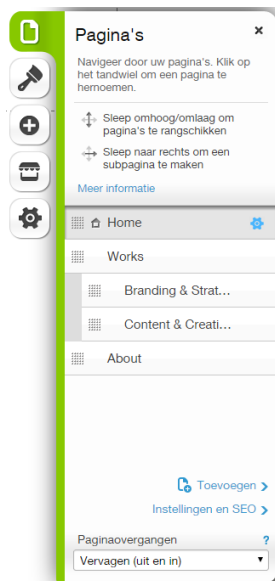 Pagina's
Navigeer door uw pagina's. Klik op
het tandwiel om een pagina te
hernoemen.
Sleep omhoog/omlaag om
pagina's te rangschikken
Sleep naar rechts om een
subpagina te maken
Meer informatie
Home
Works
Branding & Strat...
Content & Creati...
About
Toevoegen
Instellingen en SEO
Paginaovergangen ?
Vervagen (uit en in)